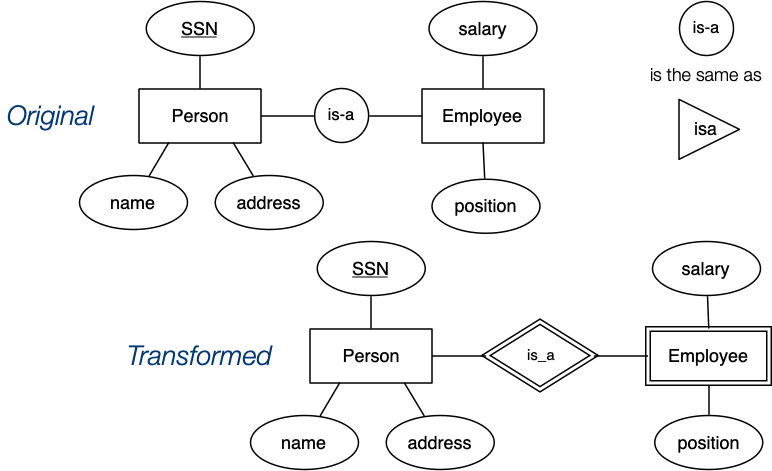 SSN
salary
is-a
is the same as
isa
Original
Person
is-a
Employee
name
address
position
SSN
salary
Transformed
Person
is_a
Employee
name
address
position